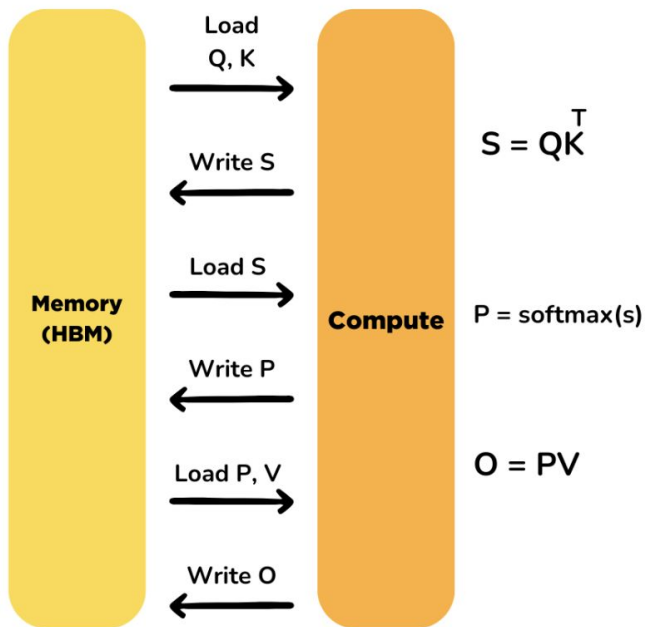 Load
Q, K
T
S = QK
Write S
Load S
Memory
(HBM)
Compute
P = softmax(s)
Write P
O = PV
Load P, V
Write O